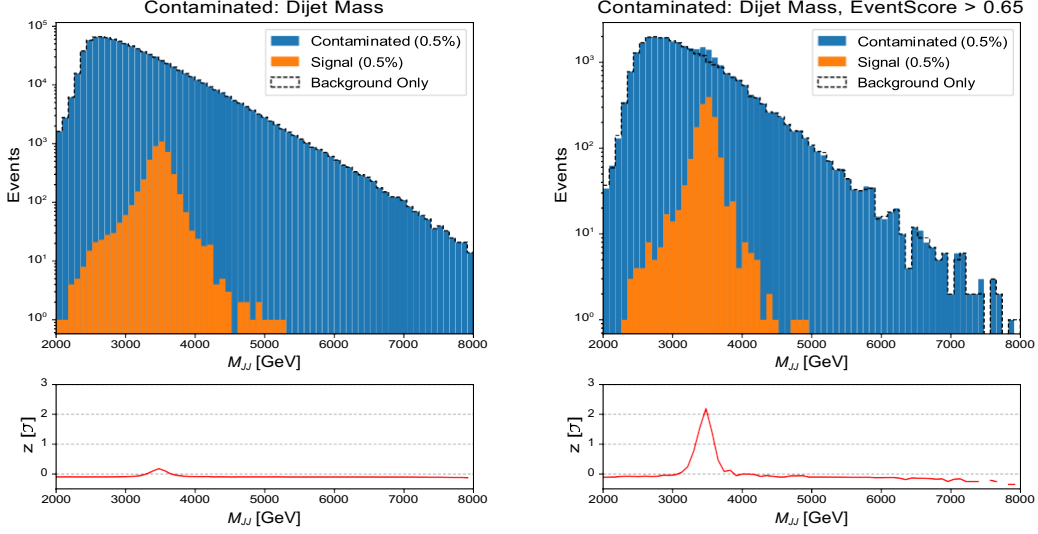 Contaminated: Dijet Mass
10⁵
10⁴
10³
10²
10¹
10⁰
Events
Contaminated (0.5%)
Signal (0.5%)
Background Only
2000 3000 4000 5000 6000 7000 8000
M_JJ [GeV]
3
2
1
0
z [σ]
2000 3000 4000 5000 6000 7000 8000
M_JJ [GeV]
Contaminated: Dijet Mass, EventScore > 0.65
10³
10²
10¹
10⁰
Events
Contaminated (0.5%)
Signal (0.5%)
Background Only
2000 3000 4000 5000 6000 7000 8000
M_JJ [GeV]
3
2
1
0
z [σ]
2000 3000 4000 5000 6000 7000 8000
M_JJ [GeV]